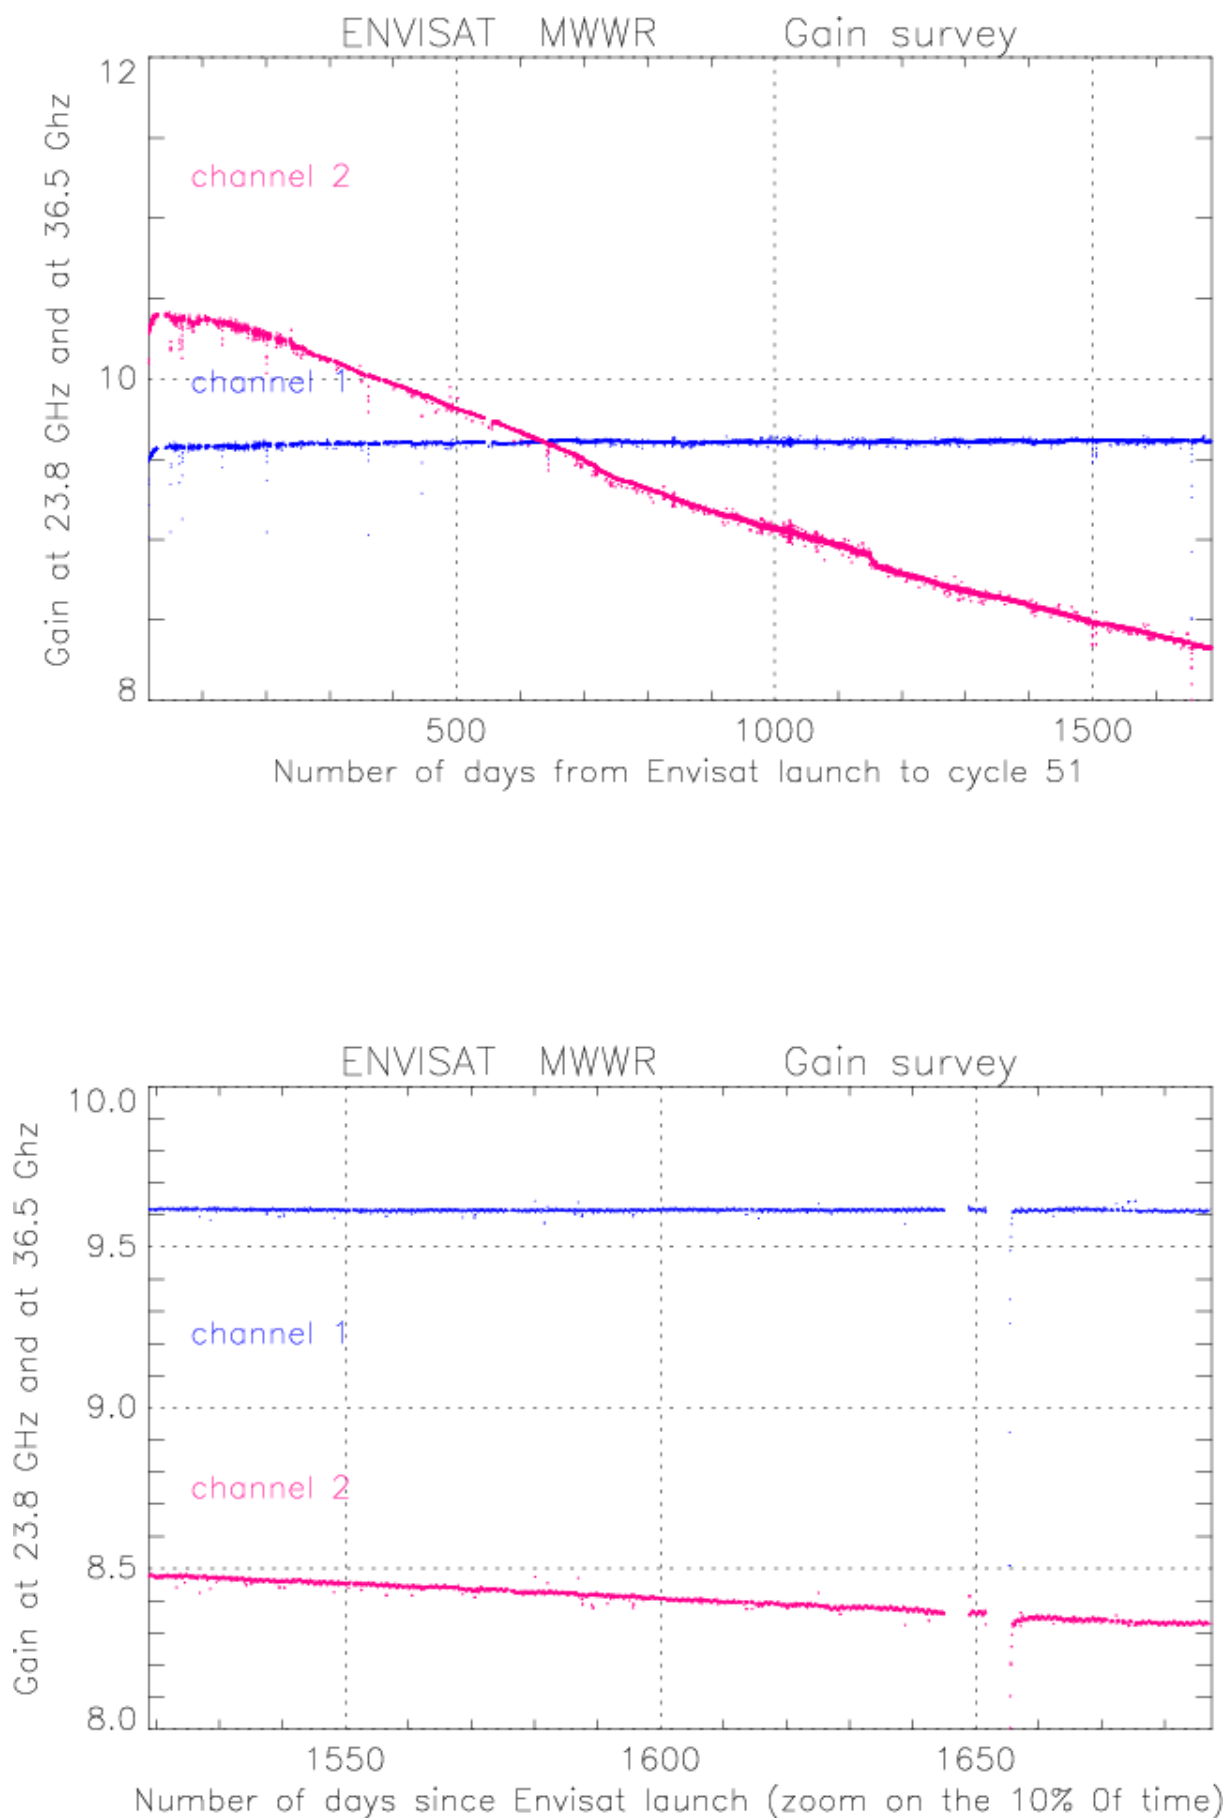 ENVISAT MWWR Gain survey
Gain at 23.8 GHz and at 36.5 Ghz
12
channel 2
10
channel 1
8
500 1000 1500
Number of days from Envisat launch to cycle 51
ENVISAT MWWR Gain survey
Gain at 23.8 GHz and at 36.5 Ghz
10.0
9.5
channel 1
9.0
channel 2
8.5
8.0
1550 1600 1650
Number of days since Envisat launch (zoom on the 10% 0f time)